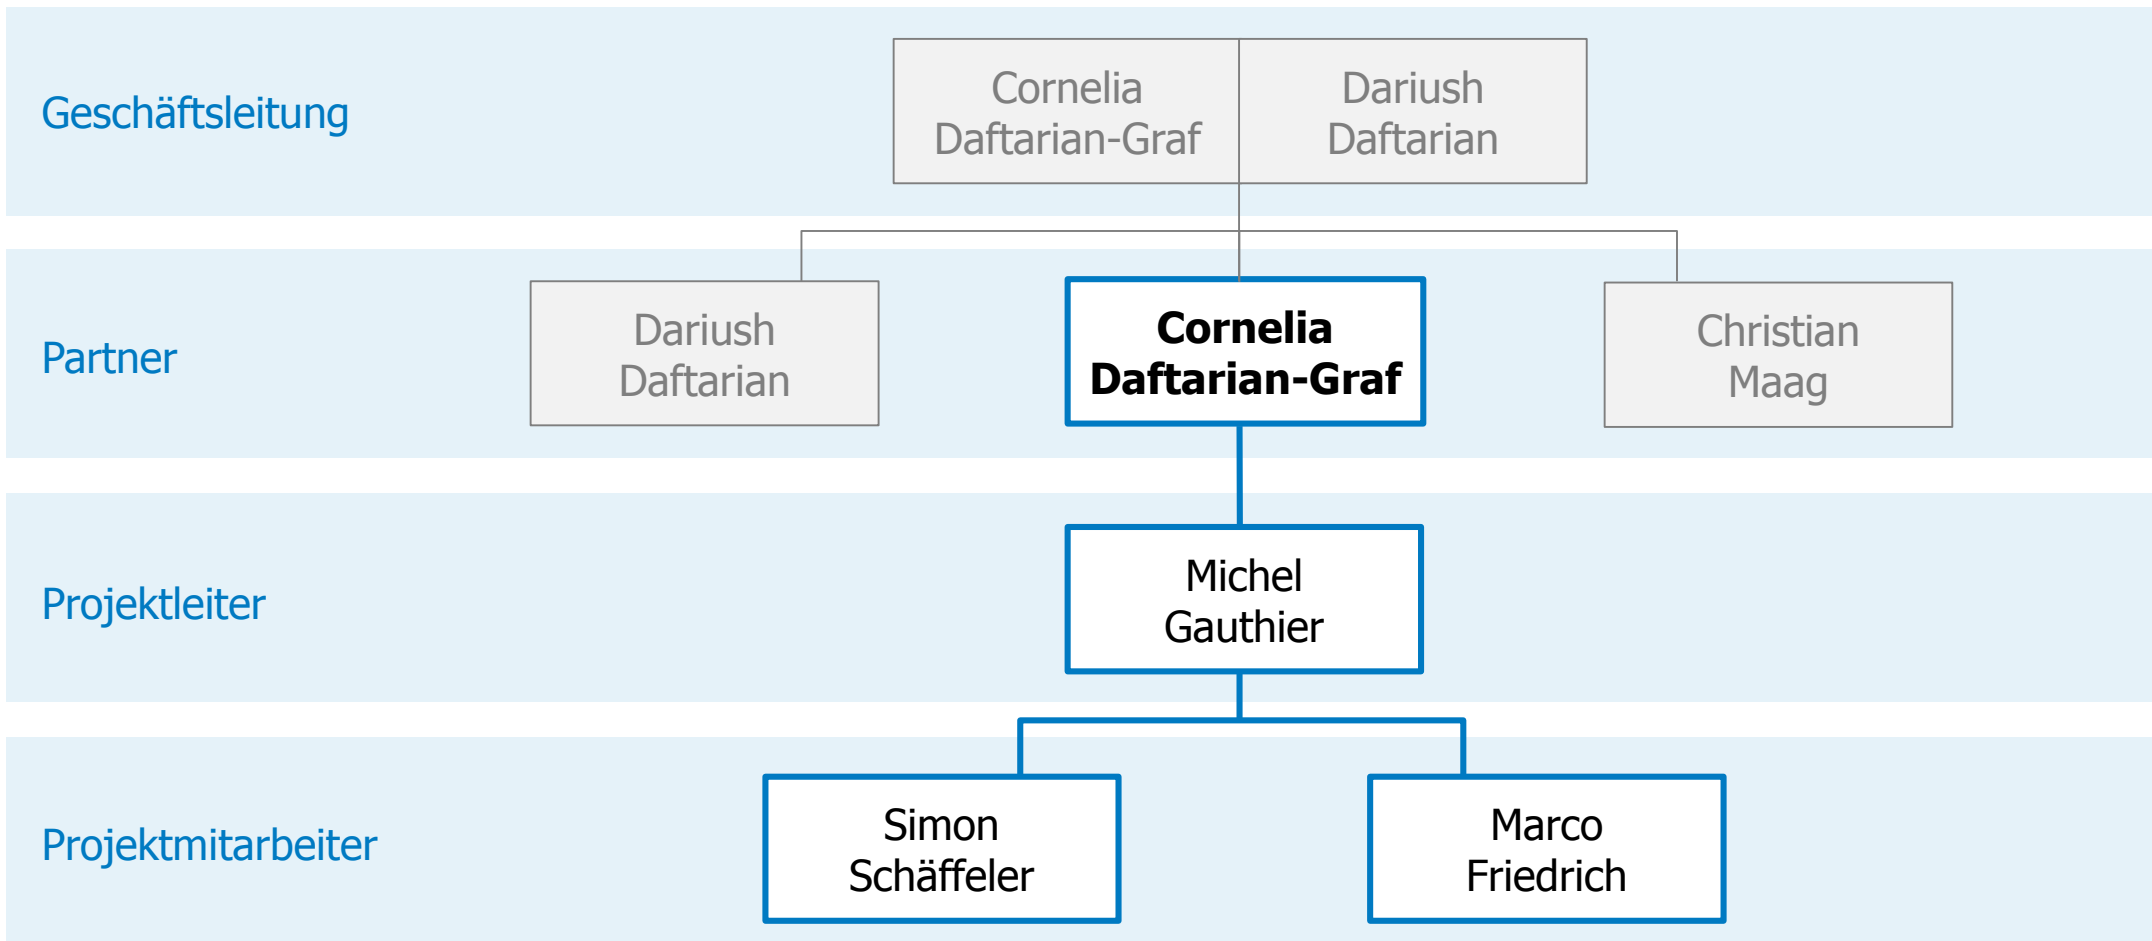 Geschäftsleitung
Cornelia
Daftarian-Graf
Dariush
Daftarian
Partner
Dariush
Daftarian
Cornelia
Daftarian-Graf
Christian
Maag
Projektleiter
Michel
Gauthier
Projektmitarbeiter
Simon
Schäffeler
Marco
Friedrich